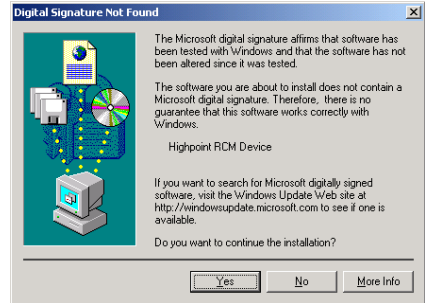 Digital Signature Not Found
The Microsoft digital signature affirms that software has
been tested with Windows and that the software has not
been altered since it was tested.
The software you are about to install does not contain a
Microsoft digital signature. Therefore, there is no
guarantee that this software works correctly with
Windows.
Highpoint RCM Device
If you want to search for Microsoft digitally signed
software, visit the Windows Update Web site at
http://windowsupdate.microsoft.com to see if one is
available.
Do you want to continue the installation?
Yes No More Info